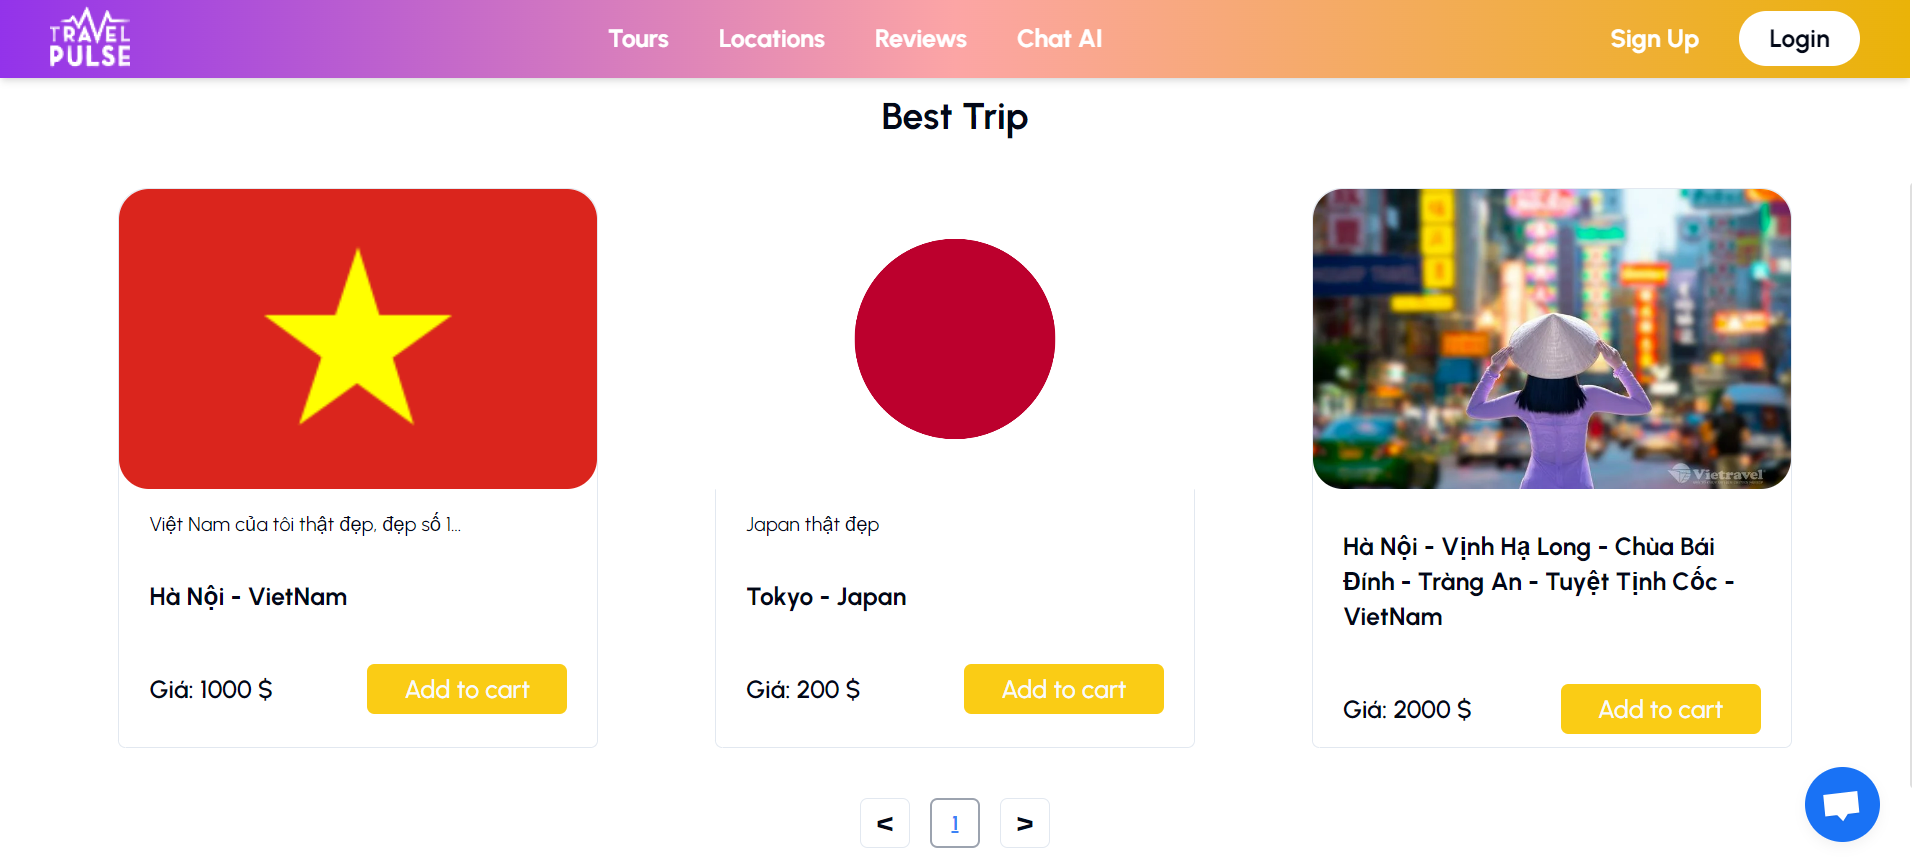 TRAVEL
PULSE
Tours
Locations
Reviews
Chat AI
Sign Up
Login
Best Trip
Việt Nam của tôi thật đẹp, đẹp số 1...
Hà Nội - VietNam
Giá: 1000 $
Add to cart
Japan thật đẹp
Tokyo - Japan
Giá: 200 $
Add to cart
Vietravel
Hà Nội - Vịnh Hạ Long - Chùa Bái
Đính - Tràng An - Tuyệt Tịnh Cốc -
VietNam
Giá: 2000 $
Add to cart
<
1
>